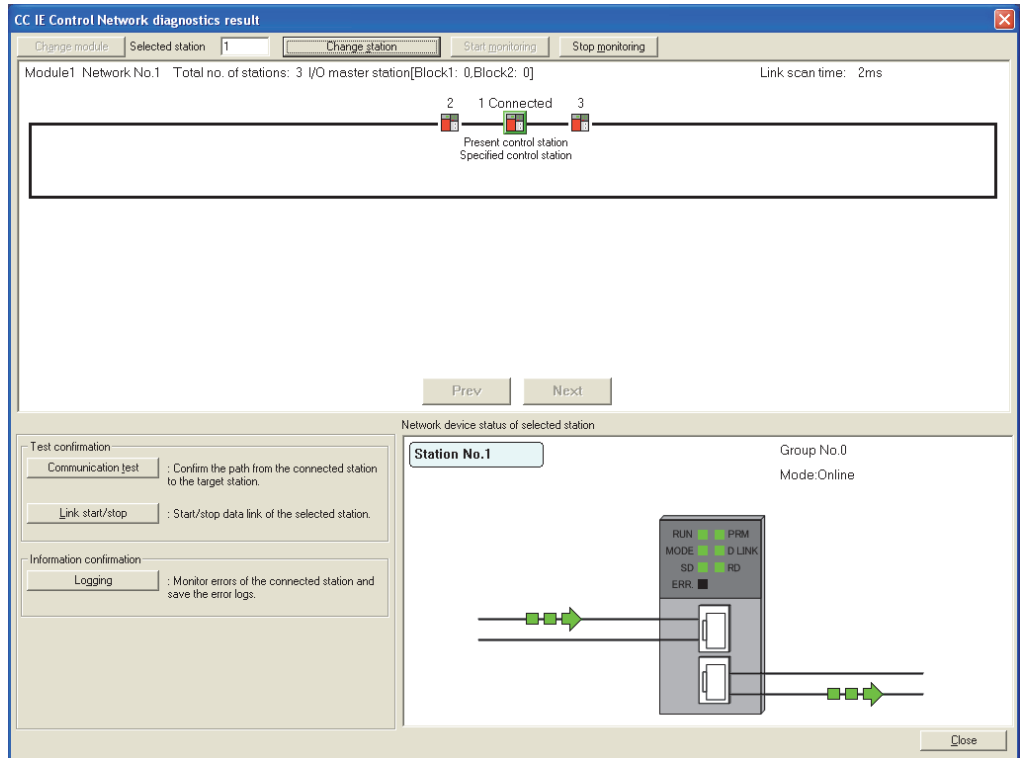 CC IE Control Network diagnostics result
Change module Selected station 1 Change station Start monitoring Stop monitoring
Module1 Network No.1 Total no. of stations: 3 I/O master station[Block1: 0,Block2: 0] Link scan time: 2ms
2 1 Connected 3
Present control station
Specified control station
Prev Next
Network device status of selected station
Test confirmation
Communication test : Confirm the path from the connected station
to the target station.
Link start/stop : Start/stop data link of the selected station.
Information confirmation
Logging : Monitor errors of the connected station and
save the error logs.
Station No.1 Group No.0
Mode:Online
RUN PRM
MODE D LINK
SD RD
ERR.
Close